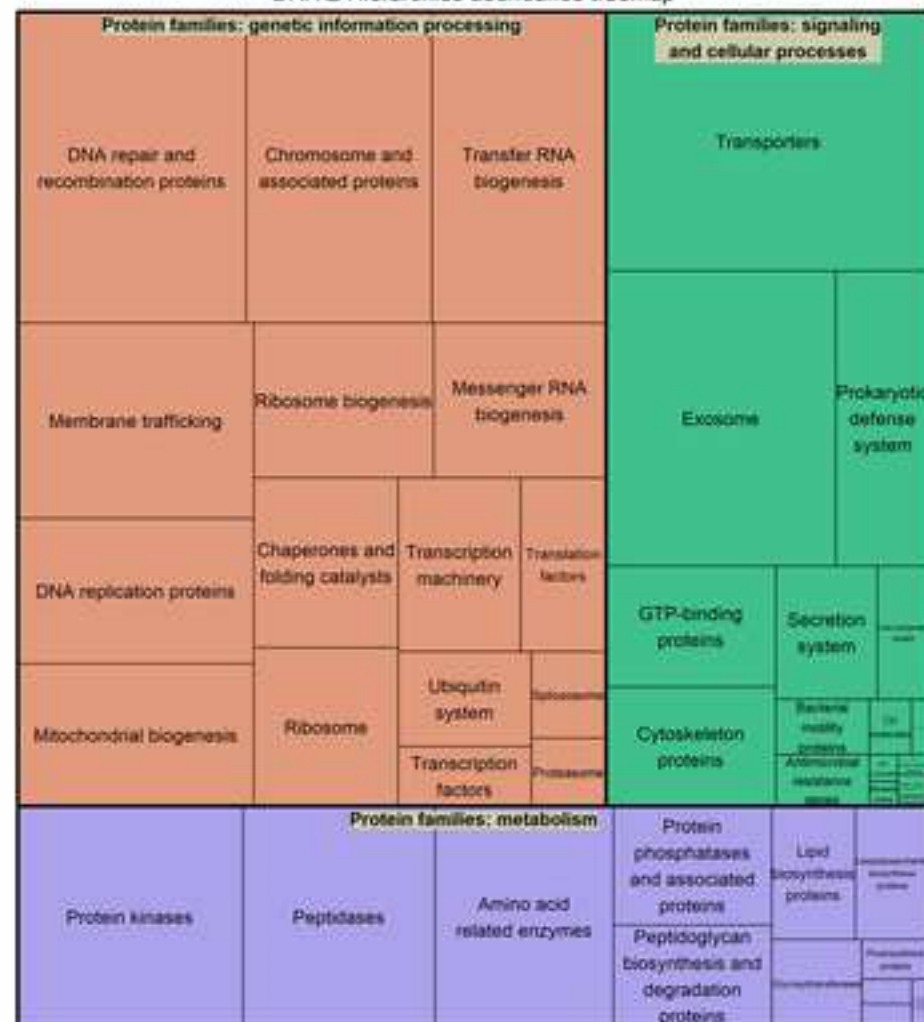 Protein families: genetic information processing
DNA repair and
recombination proteins
Chromosome and
associated proteins
Transfer RNA
biogenesis
Membrane trafficking
Ribosome biogenesis
Messenger RNA
biogenesis
DNA replication proteins
Chaperones and
folding catalysts
Transcription
machinery
Translation
factors
Mitochondrial biogenesis
Ribosome
Ubiquitin
system
Spliceosome
Transcription
factors
Proteasome
Protein families: signaling
and cellular processes
Transporters
Exosome
Prokaryotic
defense
system
GTP-binding
proteins
Secretion
system
Cytoskeleton
proteins
Bacterial
motility
proteins
Antimicrobial
resistance
genes
Protein families: metabolism
Protein kinases
Peptidases
Amino acid
related enzymes
Protein
phosphatases
and associated
proteins
Lipid
biosynthesis
proteins
Peptidoglycan
biosynthesis and
degradation
proteins